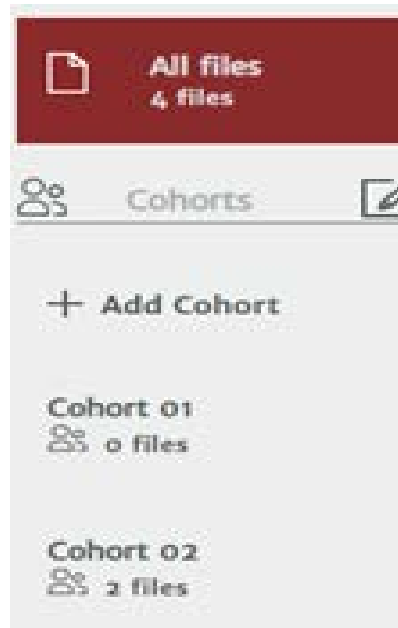 All files
4 files
Cohorts
+ Add Cohort
Cohort 01
0 files
Cohort 02
2 files